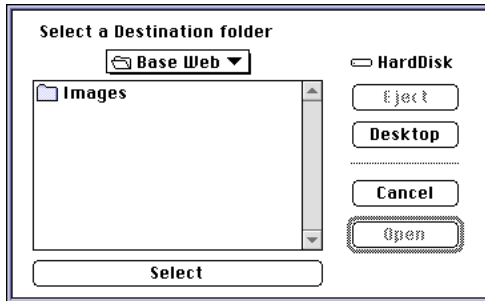 Select a Destination folder
Base Web
HardDisk
Images
Eject
Desktop
Cancel
Open
Select